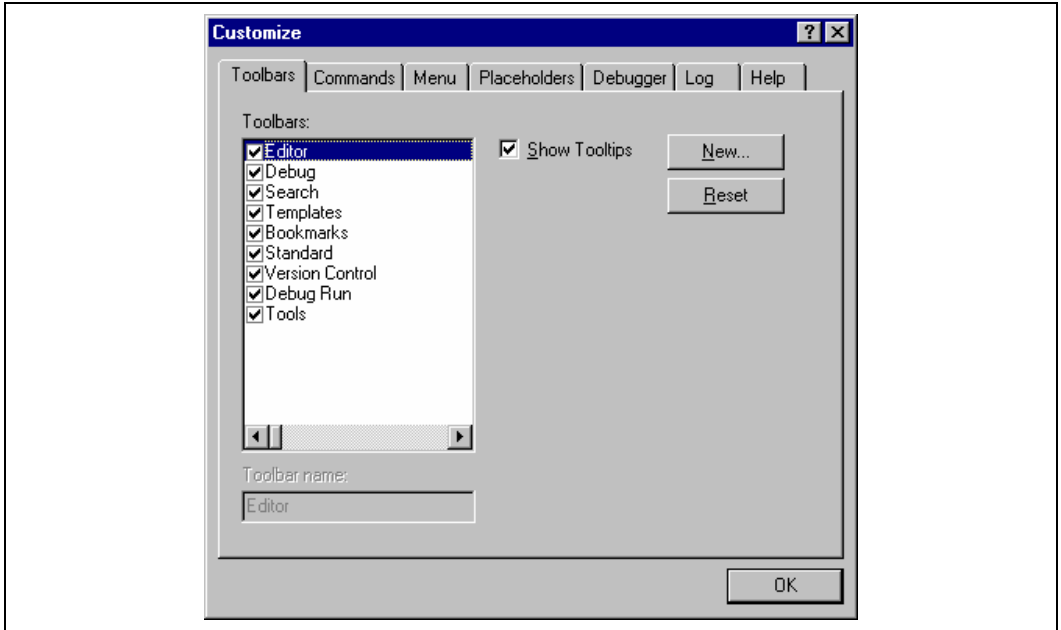 Customize
Toolbars Commands Menu Placeholders Debugger Log Help
Toolbars:
Editor
Debug
Search
Templates
Bookmarks
Standard
Version Control
Debug Run
Tools
Show Tooltips
New...
Reset
Toolbar name:
Editor
OK